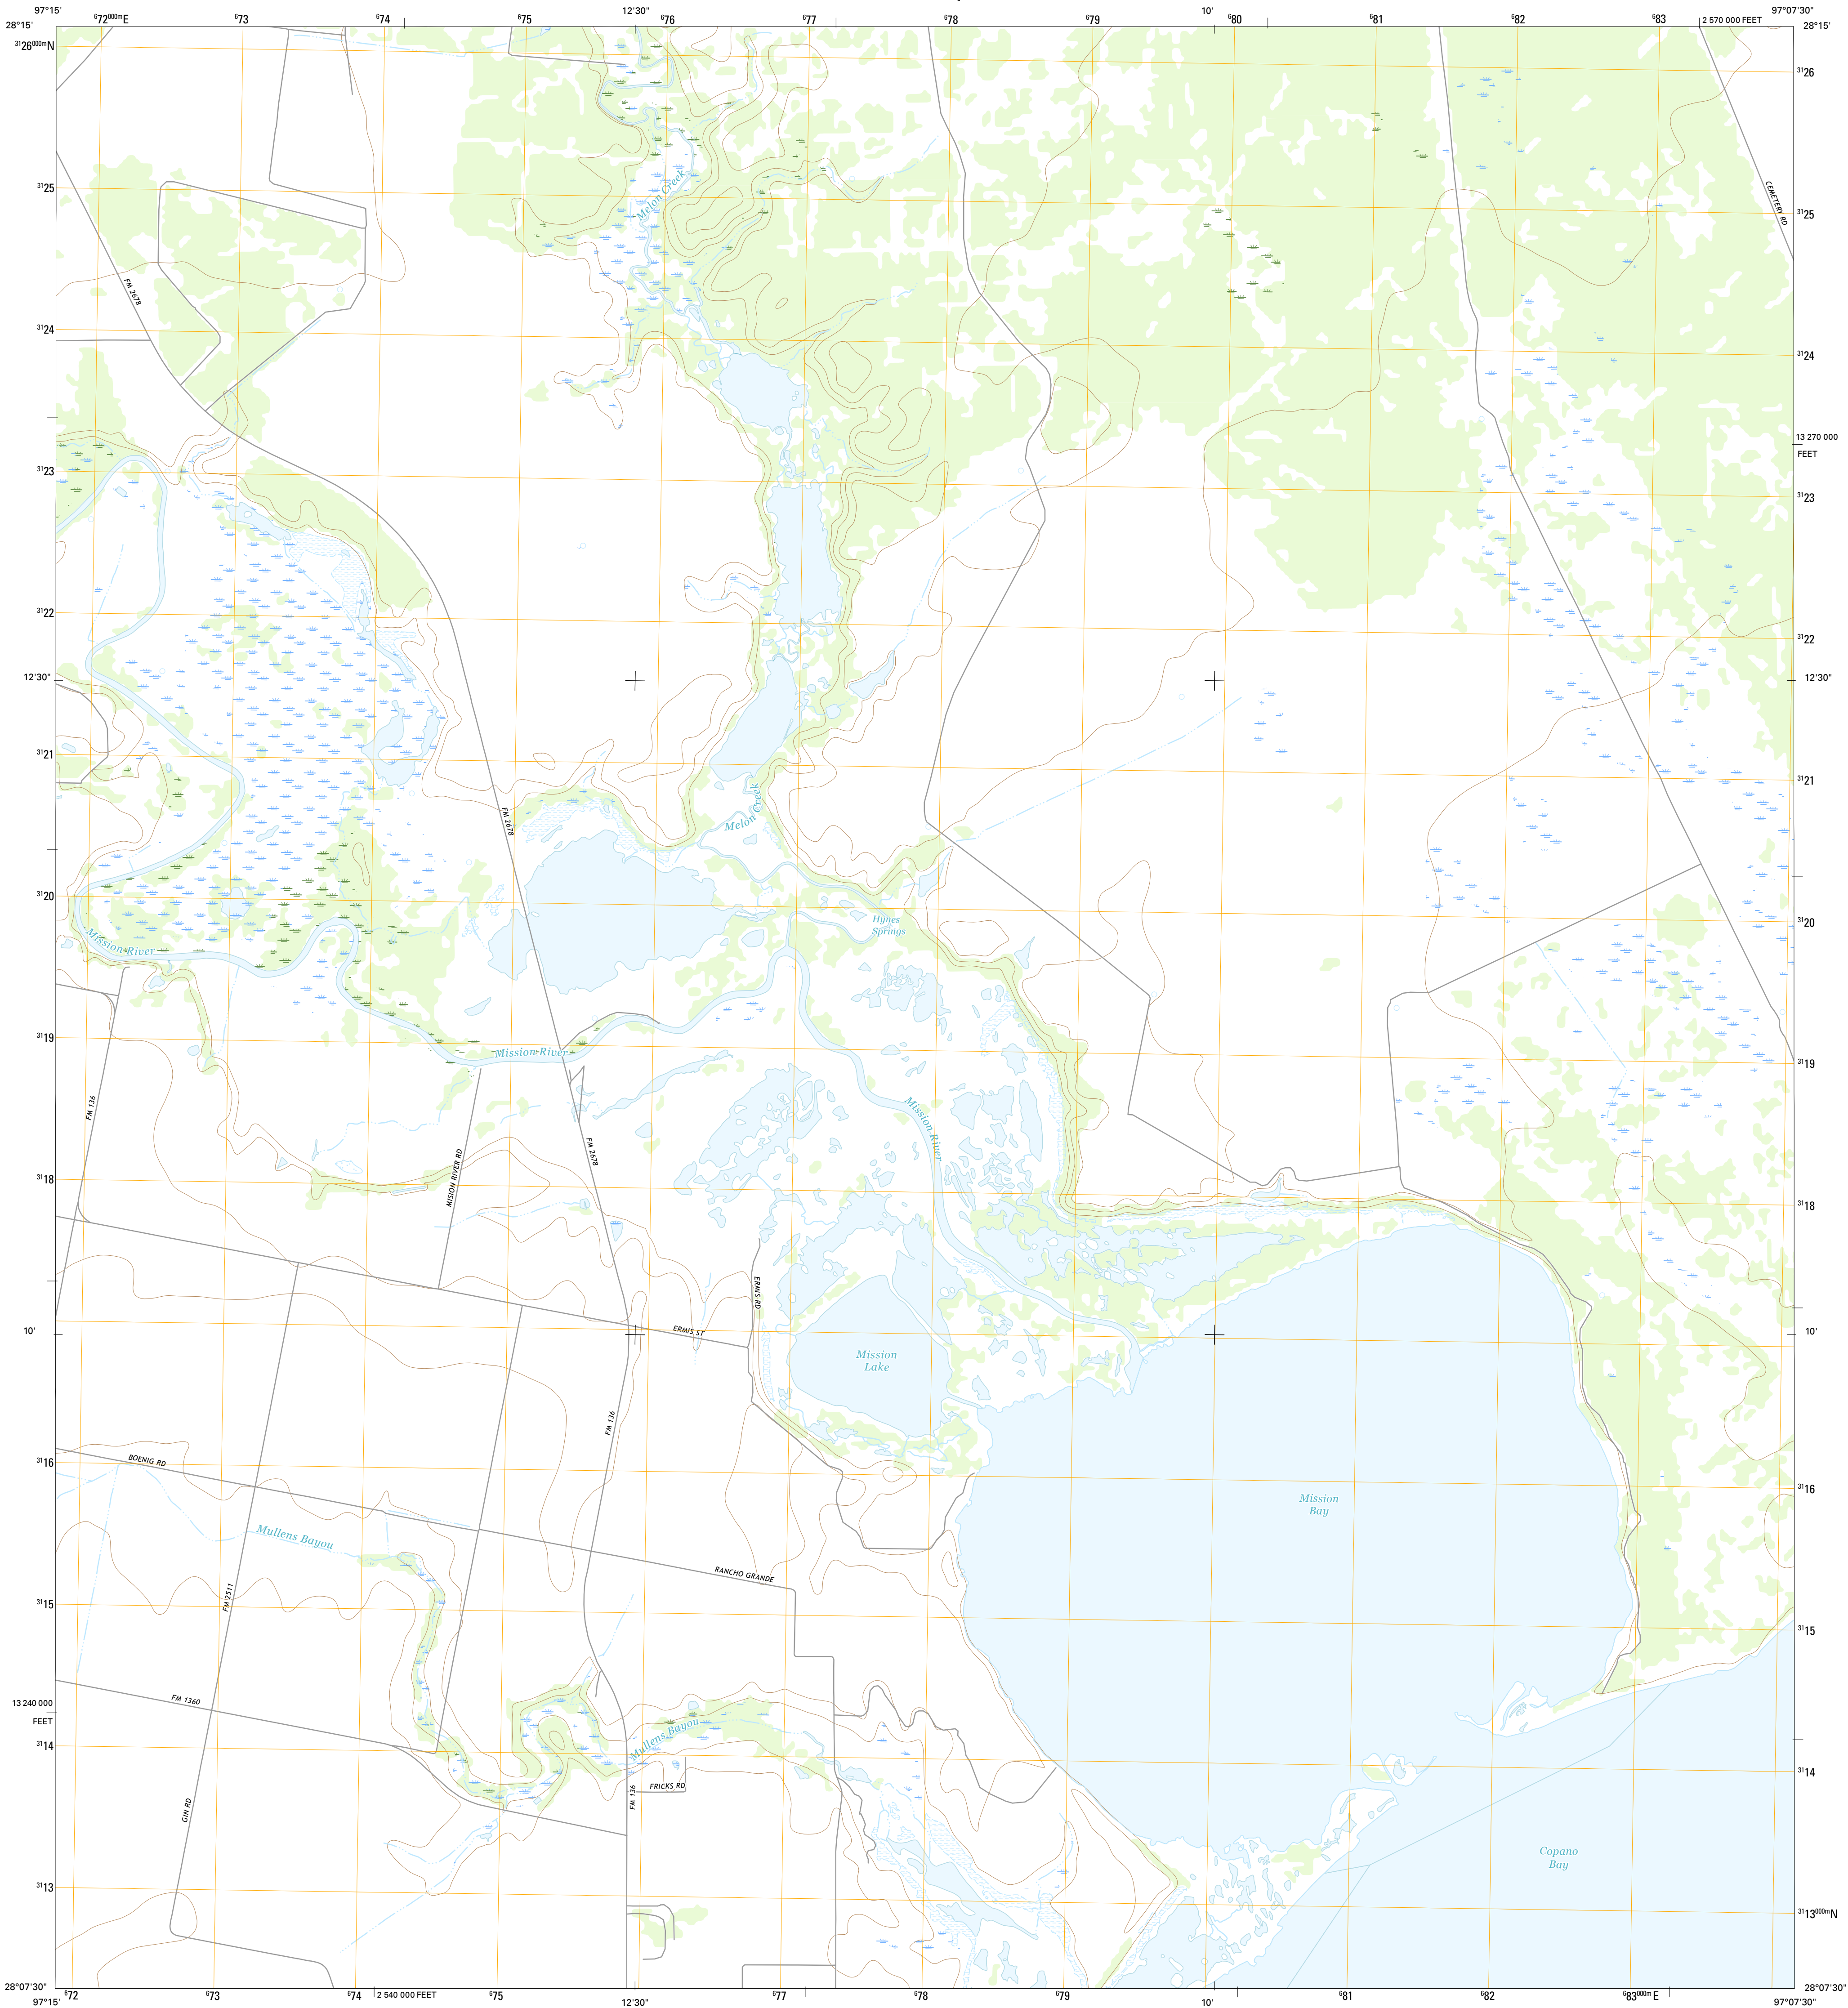 97°15'
⁶72⁰⁰⁰ᵐE
⁶73
⁶74
⁶75
12'30"
⁶76
⁶77
⁶78
⁶79
10'
⁶80
⁶81
⁶82
⁶83
2 570 000 FEET
97°07'30"
28°15'
28°15'
³¹26⁰⁰⁰ᵐN
³¹26
³¹25
Melon Creek
CEMETERY RD
³¹25
FM 2678
³¹24
³¹24
13 270 000
FEET
³¹23
³¹23
³¹22
³¹22
12'30"
12'30"
³¹21
³¹21
FM 2678
Melon Creek
³¹20
Hynes
Springs
³¹20
Mission River
³¹19
Mission River
³¹19
FM 136
Mission River
FM 2678
MISION RIVER RD
³¹18
³¹18
ERMIS RD
10'
ERMIS ST
10'
Mission
Lake
FM 136
BOENIG RD
³¹16
³¹16
Mission
Bay
Mullens Bayou
RANCHO GRANDE
FM 2511
³¹15
³¹15
FM 1360
13 240 000
FEET
Mullens Bayou
³¹14
³¹14
FRICKS RD
FM 136
GIN RD
Copano
Bay
³¹13
³¹13⁰⁰⁰ᵐN
28°07'30"
28°07'30"
97°15'
⁶72
⁶73
⁶74
2 540 000 FEET
⁶75
12'30"
⁶77
⁶78
⁶79
10'
⁶81
⁶82
⁶83⁰⁰⁰ᵐE
97°07'30"